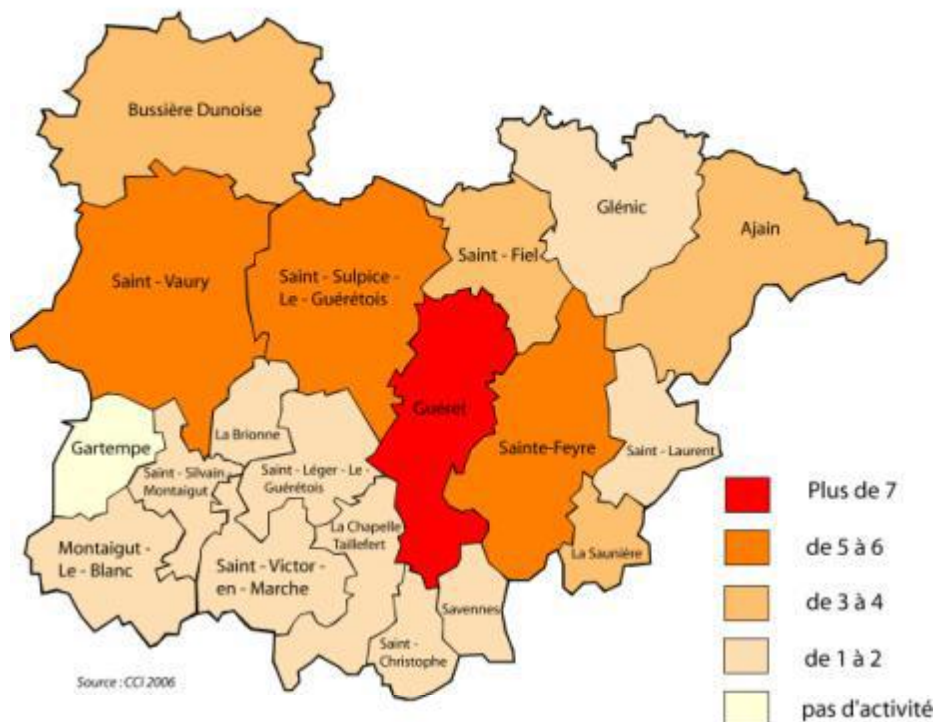 Bussière Dunoise
Glénic
Ajain
Saint - Fiel
Saint - Vaury
Saint - Sulpice -
Le - Guérétois
Guéret
Sainte-Feyre
Saint - Laurent
La Brionne
Gartempe
Saint - Silvain
Montaigut
Saint - Léger - Le -
Guérétois
La Chapelle
Taillefert
Montaigut -
Le - Blanc
Saint - Victor -
en - Marche
La Saunière
Savennes
Saint -
Christophe
Source : CCI 2006
Plus de 7
de 5 à 6
de 3 à 4
de 1 à 2
pas d'activité